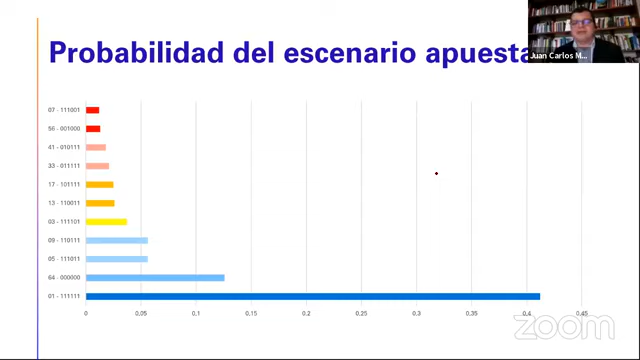 Probabilidad del escenario apuesta
Juan Carlos M...
07 - 111001
56 - 001000
41 - 010111
33 - 011111
17 - 101111
13 - 110011
03 - 111101
09 - 110111
05 - 111011
64 - 000000
01 - 111111
0 0,05 0,1 0,15 0,2 0,25 0,3 0,35 0,4 0,45
zoom